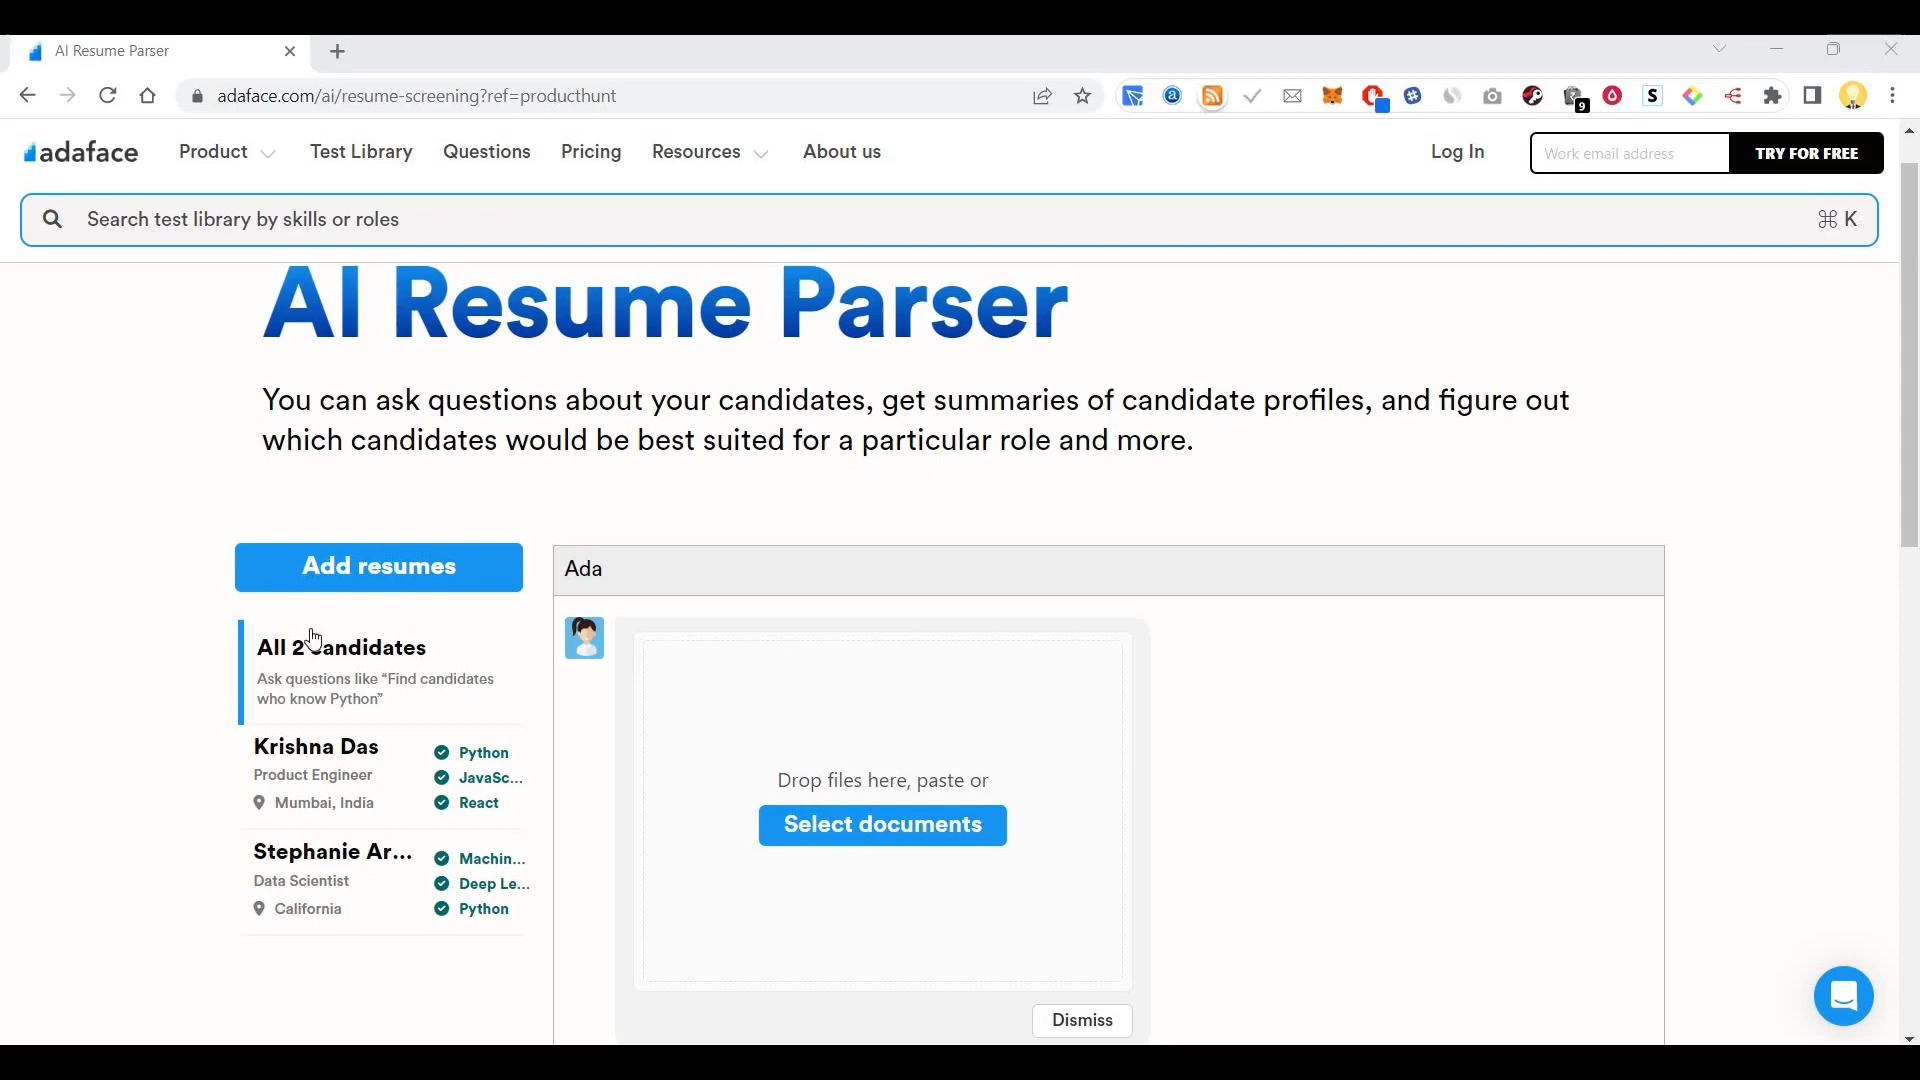 AI Resume Parser
adaface.com/ai/resume-screening?ref=producthunt
9
adaface
Product
Test Library
Questions
Pricing
Resources
About us
Log In
Work email address
TRY FOR FREE
Search test library by skills or roles
⌘ K
AI Resume Parser
You can ask questions about your candidates, get summaries of candidate profiles, and figure out
which candidates would be best suited for a particular role and more.
Add resumes
All 2 candidates
Ask questions like “Find candidates
who know Python”
Krishna Das
Product Engineer
Mumbai, India
Python
JavaSc...
React
Stephanie Ar...
Data Scientist
California
Machin...
Deep Le...
Python
Ada
Drop files here, paste or
Select documents
Dismiss